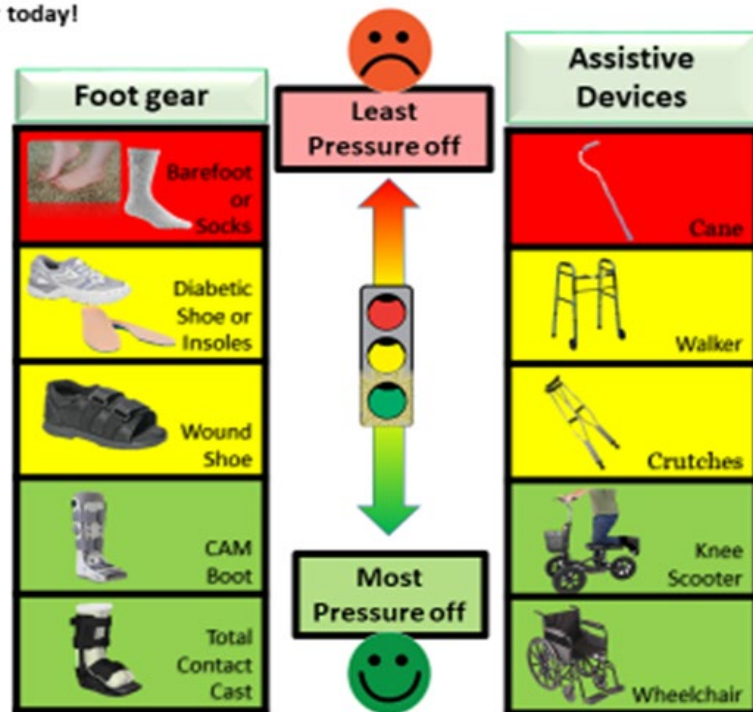 today!
Foot gear
Barefoot
or
Socks
Diabetic
Shoe or
Insoles
Wound
Shoe
CAM
Boot
Total
Contact
Cast
Least
Pressure off
Most
Pressure off
Assistive
Devices
Cane
Walker
Crutches
Knee
Scooter
Wheelchair